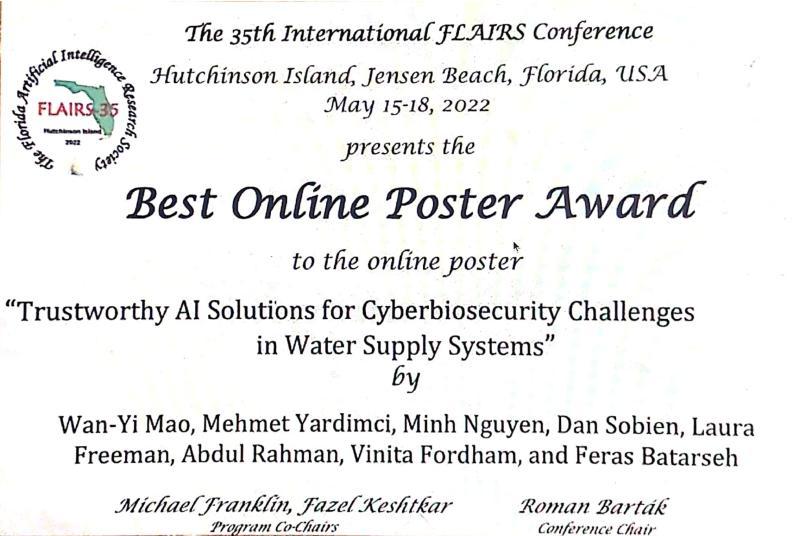 The 35th International FLAIRS Conference
Hutchinson Island, Jensen Beach, Florida, USA
May 15-18, 2022
The Florida Artificial Intelligence Research Society
FLAIRS-35
Hutchinson Island
2022
presents the
Best Online Poster Award
to the online poster
“Trustworthy AI Solutions for Cyberbiosecurity Challenges
in Water Supply Systems”
by
Wan-Yi Mao, Mehmet Yardimci, Minh Nguyen, Dan Sobien, Laura
Freeman, Abdul Rahman, Vinita Fordham, and Feras Batarseh
Michael Franklin, Fazel Keshtkar
Program Co-Chairs
Roman Barták
Conference Chair